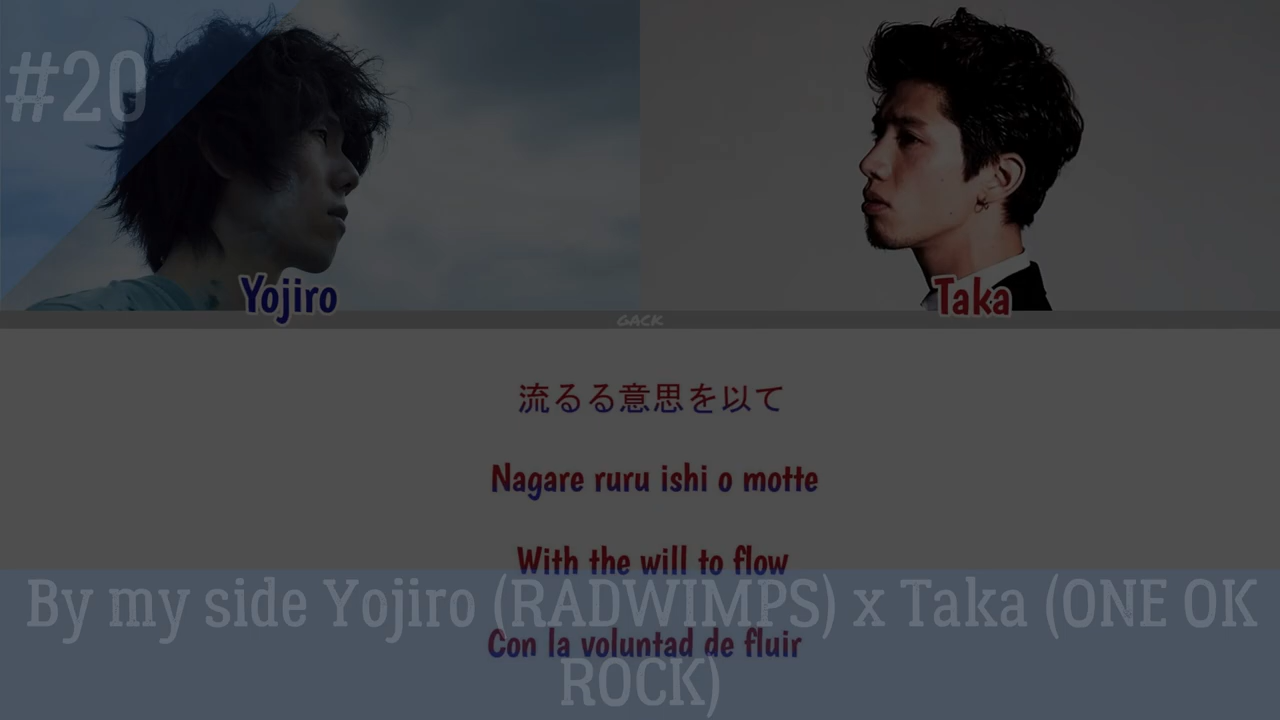 #20
Yojiro
Taka
GACK
流るる意思を以て
Nagare ruru ishi o motte
With the will to flow
By my side Yojiro (RADWIMPS) x Taka (ONE OK
Con la voluntad de fluir
ROCK)